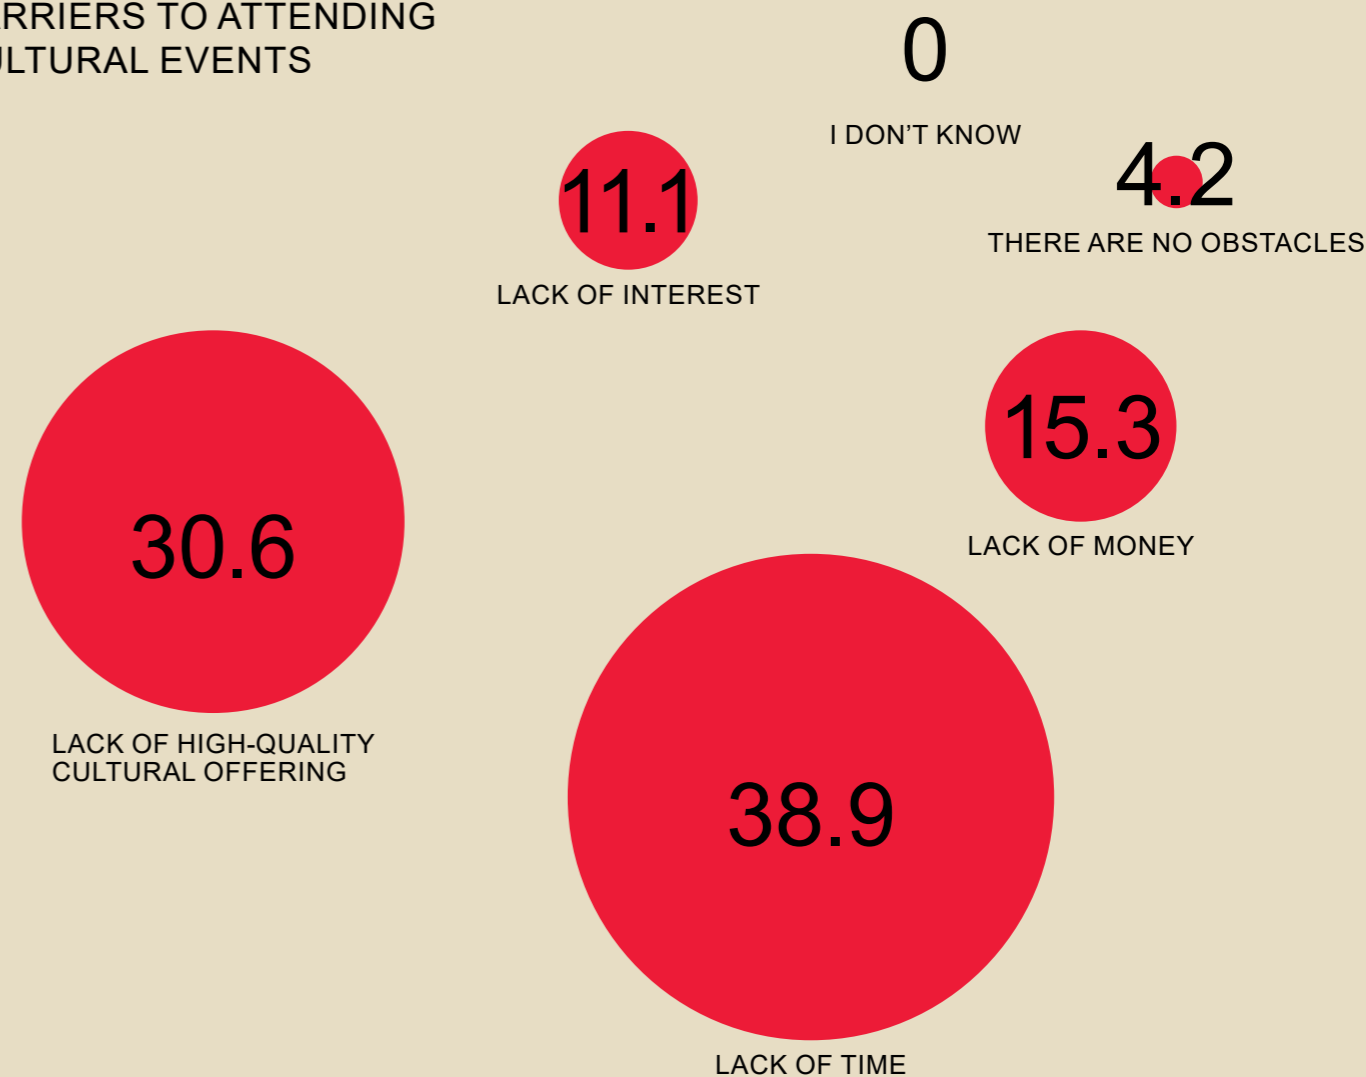 RRIERS TO ATTENDING
LTURAL EVENTS
0
I DON'T KNOW
11.1
LACK OF INTEREST
4.2
THERE ARE NO OBSTACLES
15.3
LACK OF MONEY
30.6
LACK OF HIGH-QUALITY
CULTURAL OFFERING
38.9
LACK OF TIME